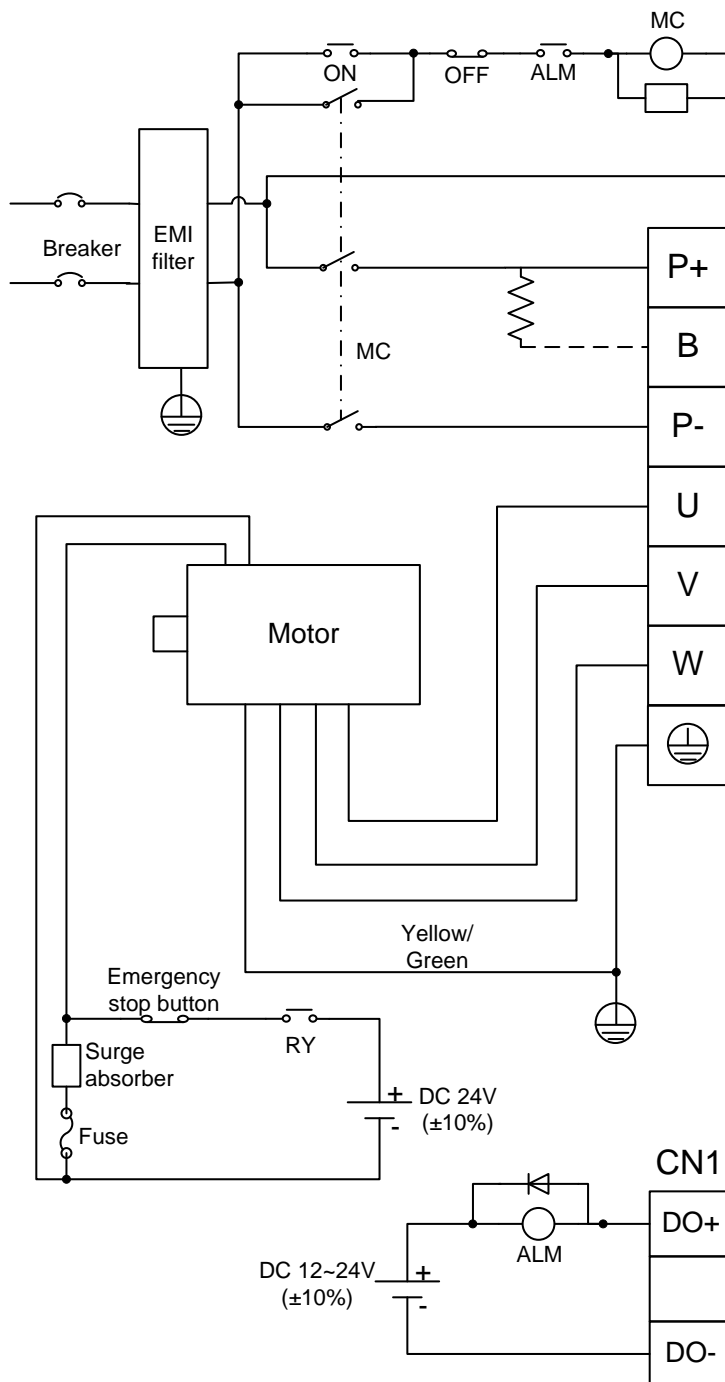 MC
ON
OFF
ALM
Breaker
EMI
filter
MC
P+
B
P-
U
V
W
Motor
Yellow/
Green
Emergency
stop button
RY
Surge
absorber
Fuse
+
-
DC 24V
(±10%)
CN1
DO+
ALM
DC 12~24V
(±10%)
+
-
DO-